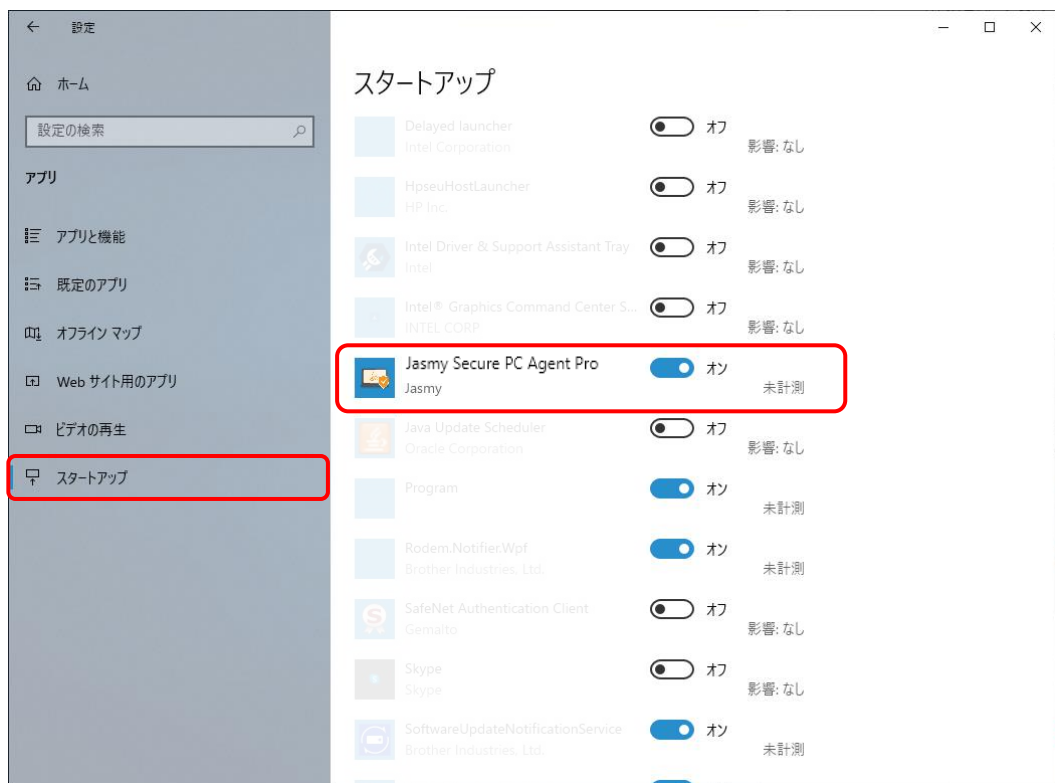 設定
ホーム
設定の検索
アプリ
アプリと機能
既定のアプリ
オフライン マップ
Web サイト用のアプリ
ビデオの再生
スタートアップ
スタートアップ
Delayed launcher
オフ
Intel Corporation
影響: なし
HpseuHostLauncher
オフ
HP Inc.
影響: なし
Intel Driver & Support Assistant Tray
オフ
Intel
影響: なし
Intel® Graphics Command Center S...
オフ
INTEL CORP
影響: なし
Jasmy Secure PC Agent Pro
オン
Jasmy
未計測
Java Update Scheduler
オフ
Oracle Corporation
影響: なし
Program
オン
未計測
Rodem.Notifier.Wpf
オン
Brother Industries, Ltd.
未計測
SafeNet Authentication Client
オフ
Gemalto
影響: なし
Skype
オフ
Skype
影響: なし
SoftwareUpdateNotificationService
オン
Brother Industries, Ltd.
未計測